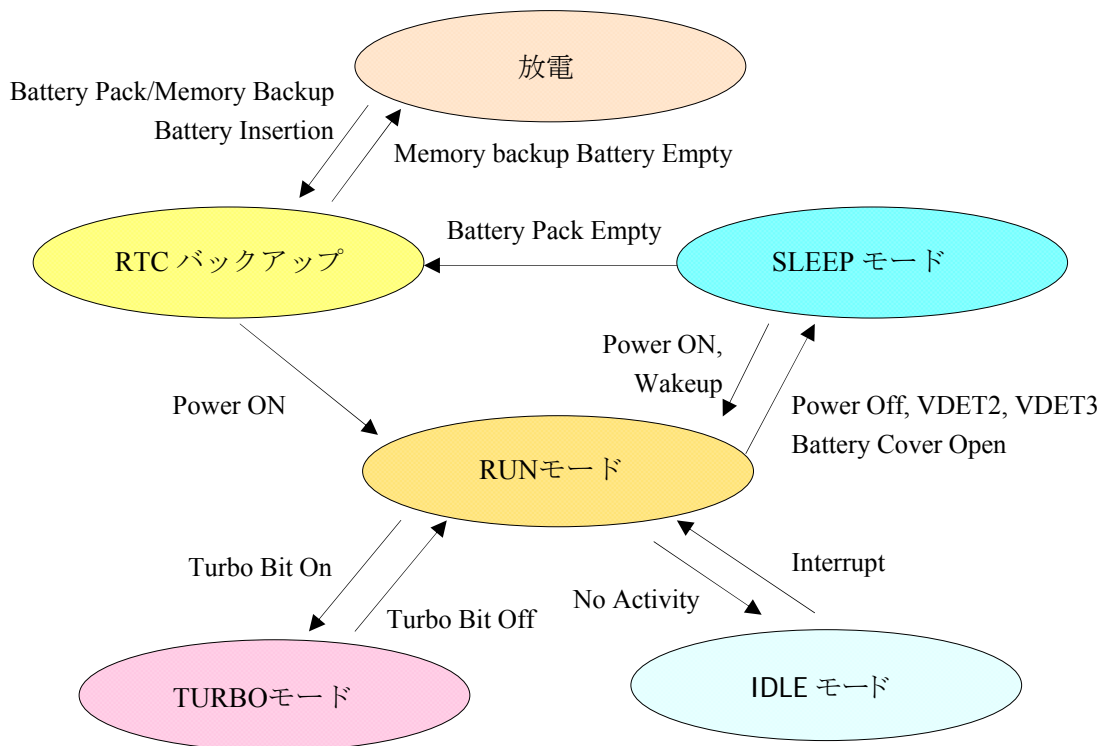 放電
Battery Pack/Memory Backup
Battery Insertion
Memory backup Battery Empty
RTC バックアップ
Battery Pack Empty
SLEEP モード
Power ON,
Wakeup
Power ON
Power Off, VDET2, VDET3
Battery Cover Open
RUNモード
Turbo Bit On
Turbo Bit Off
No Activity
Interrupt
TURBOモード
IDLE モード